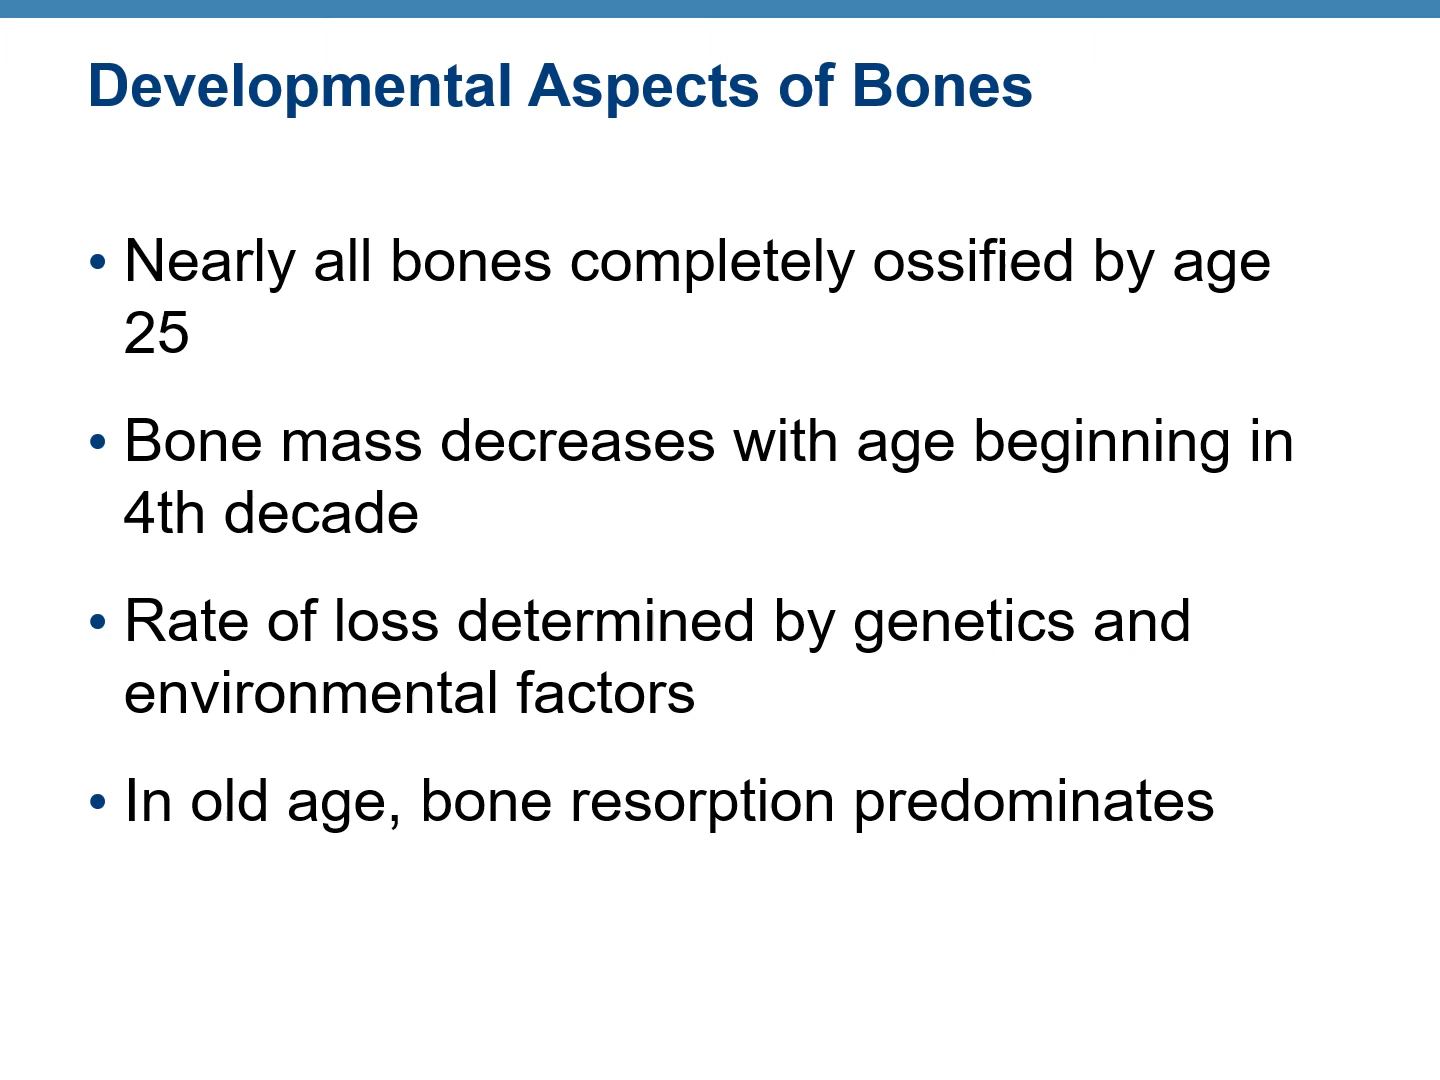 Developmental Aspects of Bones
• Nearly all bones completely ossified by age
25
• Bone mass decreases with age beginning in
4th decade
• Rate of loss determined by genetics and
environmental factors
• In old age, bone resorption predominates